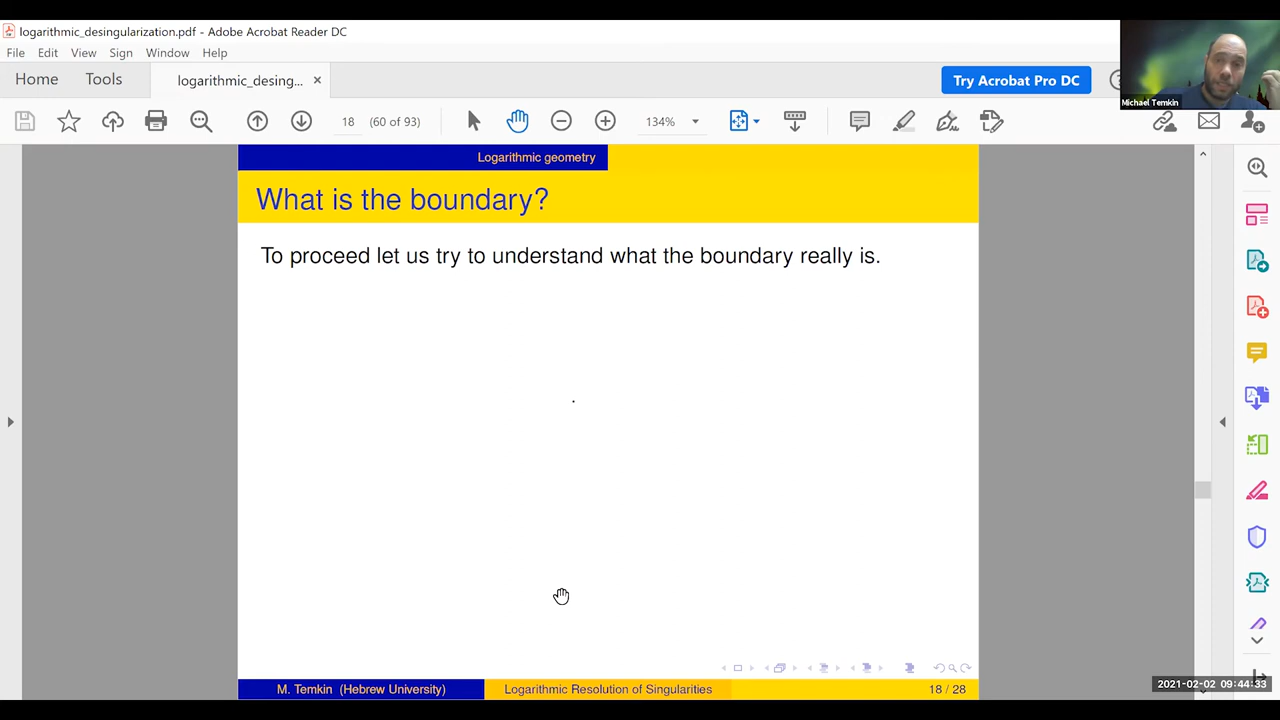 logarithmic_desingularization.pdf - Adobe Acrobat Reader DC
File Edit View Sign Window Help
Home Tools logarithmic_desing... × Try Acrobat Pro DC
Michael Temkin
18 (60 of 93) 134%
Logarithmic geometry
What is the boundary?
To proceed let us try to understand what the boundary really is.
M. Temkin (Hebrew University) Logarithmic Resolution of Singularities 18 / 28
2021-02-02 09:44:33